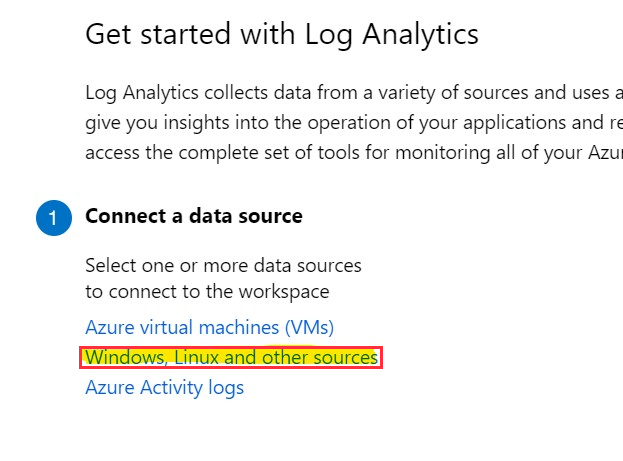 Get started with Log Analytics
Log Analytics collects data from a variety of sources and uses a
give you insights into the operation of your applications and re
access the complete set of tools for monitoring all of your Azur
1 Connect a data source
Select one or more data sources
to connect to the workspace
Azure virtual machines (VMs)
Windows, Linux and other sources
Azure Activity logs